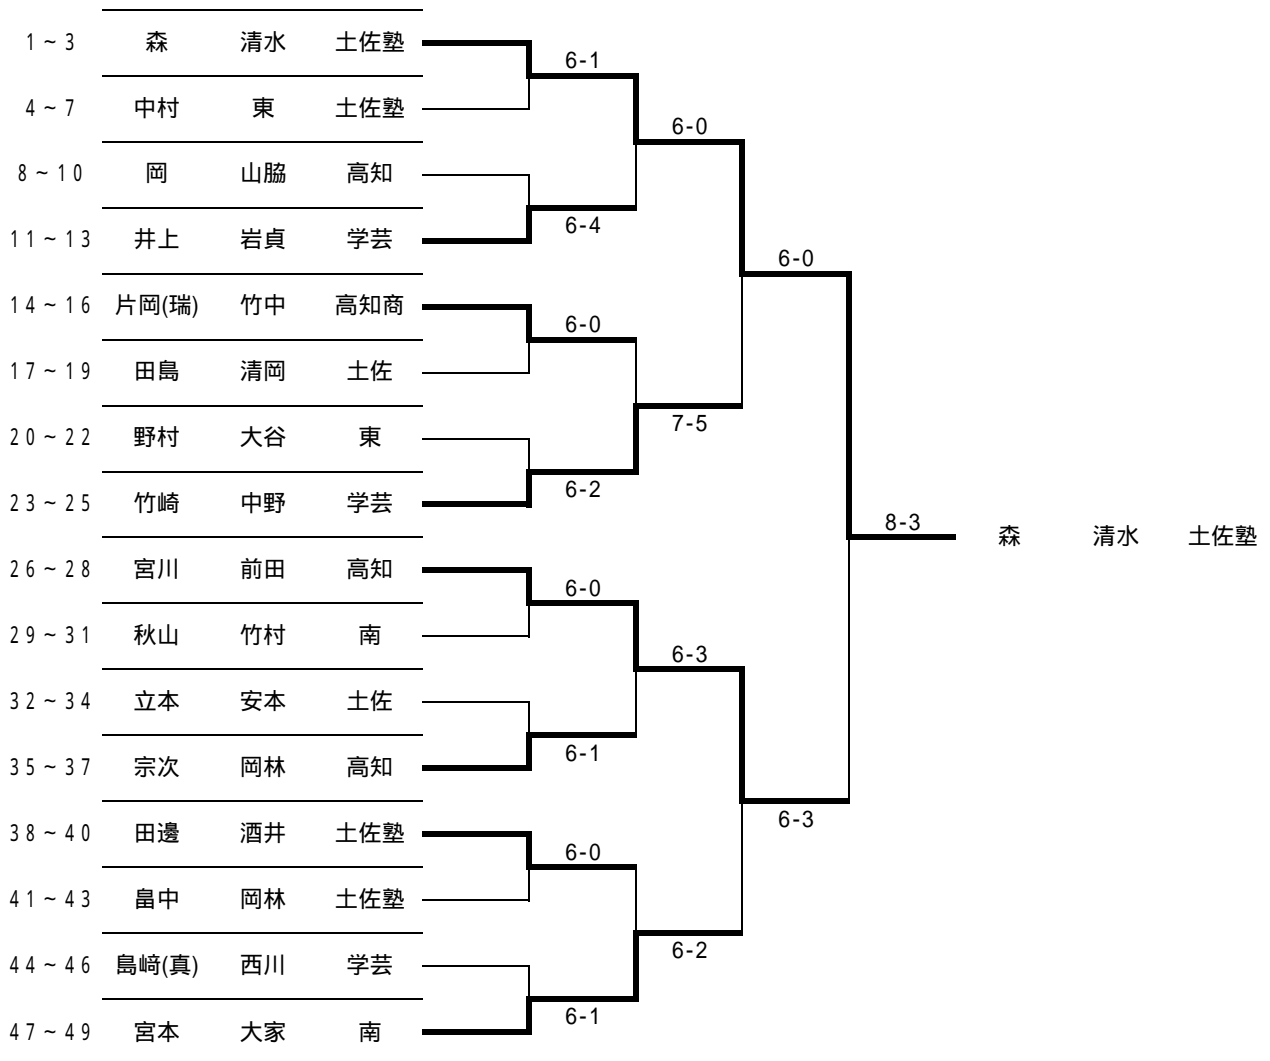 1～3 森 清水 土佐塾
6-1
4～7 中村 東 土佐塾
6-0
8～10 岡 山脇 高知
6-4
11～13 井上 岩貞 学芸
6-0
14～16 片岡(瑞) 竹中 高知商
6-0
17～19 田島 清岡 土佐
7-5
20～22 野村 大谷 東
6-2
23～25 竹崎 中野 学芸
8-3 森 清水 土佐塾
26～28 宮川 前田 高知
6-0
29～31 秋山 竹村 南
6-3
32～34 立本 安本 土佐
6-1
35～37 宗次 岡林 高知
6-3
38～40 田邊 酒井 土佐塾
6-0
41～43 畠中 岡林 土佐塾
6-2
44～46 島﨑(真) 西川 学芸
6-1
47～49 宮本 大家 南